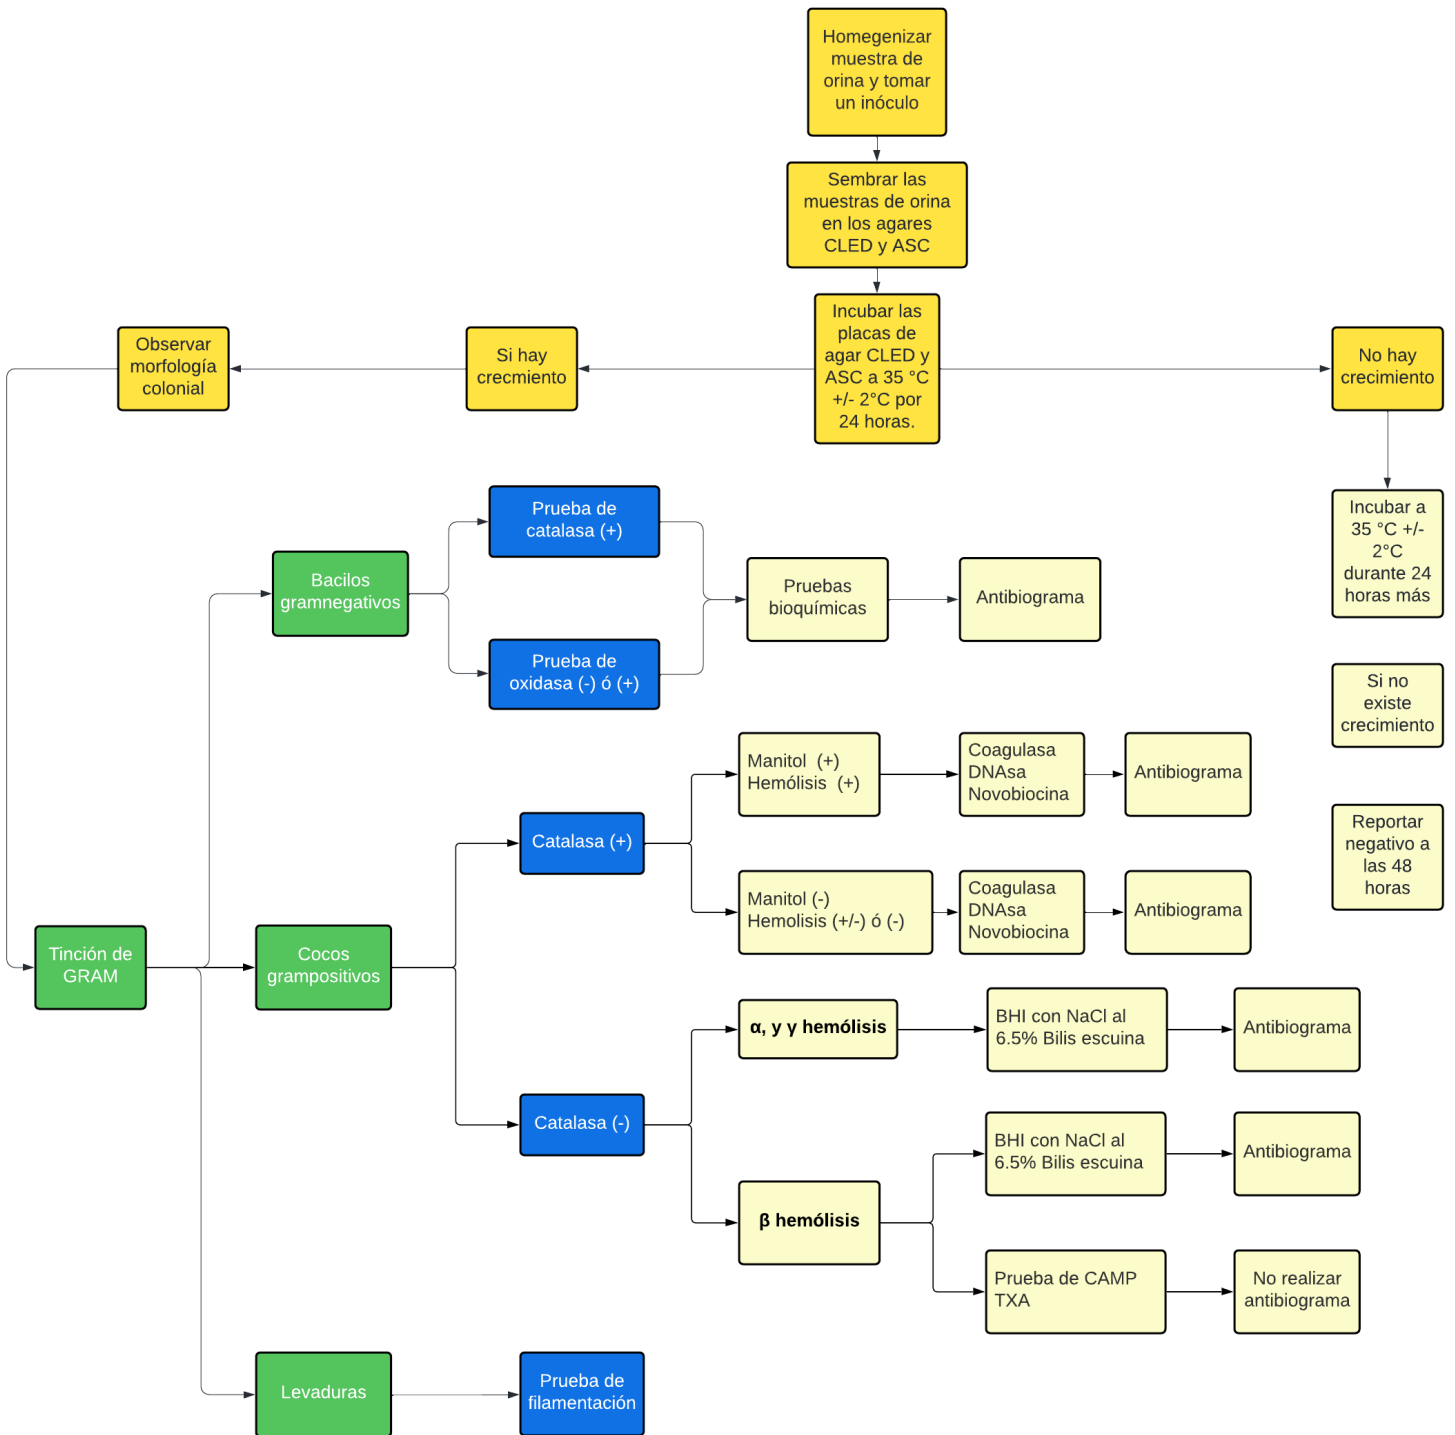 Homegenizar
muestra de
orina y tomar
un inóculo
Sembrar las
muestras de orina
en los agares
CLED y ASC
Incubar las
placas de
agar CLED y
ASC a 35 °C
+/- 2°C por
24 horas.
Si hay
crecmiento
Observar
morfología
colonial
No hay
crecimiento
Incubar a
35 °C +/-
2°C
durante 24
horas más
Si no
existe
crecimiento
Reportar
negativo a
las 48
horas
Tinción de
GRAM
Bacilos
gramnegativos
Prueba de
catalasa (+)
Prueba de
oxidasa (-) ó (+)
Pruebas
bioquímicas
Antibiograma
Cocos
grampositivos
Catalasa (+)
Manitol  (+)
Hemólisis  (+)
Coagulasa
DNAsa
Novobiocina
Antibiograma
Manitol (-)
Hemolisis (+/-) ó (-)
Coagulasa
DNAsa
Novobiocina
Antibiograma
Catalasa (-)
α, y γ hemólisis
BHI con NaCl al
6.5% Bilis escuina
Antibiograma
β hemólisis
BHI con NaCl al
6.5% Bilis escuina
Antibiograma
Prueba de CAMP
TXA
No realizar
antibiograma
Levaduras
Prueba de
filamentación